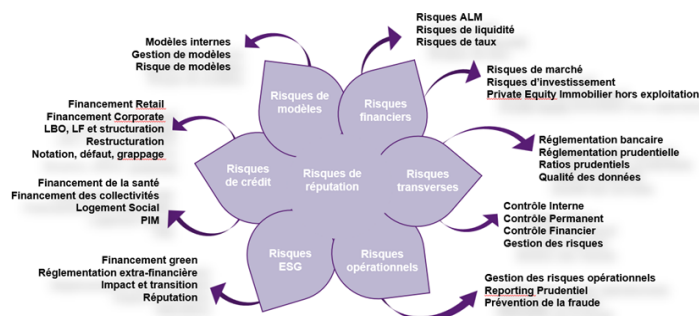 Modèles internes
Gestion de modèles
Risque de modèles
Risques ALM
Risques de liquidité
Risques de taux
Risques de marché
Risques d'investissement
Private Equity Immobilier hors exploitation
Financement Retail
Financement Corporate
LBO, LF et structuration
Restructuration
Notation, défaut, grappage
Réglementation bancaire
Réglementation prudentielle
Ratios prudentiels
Qualité des données
Financement de la santé
Financement des collectivités
Logement Social
PIM
Contrôle Interne
Contrôle Permanent
Contrôle Financier
Gestion des risques
Financement green
Réglementation extra-financière
Impact et transition
Réputation
Gestion des risques opérationnels
Reporting Prudentiel
Prévention de la fraude
Risques de
modèles
Risques
financiers
Risques
de crédit
Risques de
réputation
Risques
transverses
Risques
ESG
Risques
opérationnels